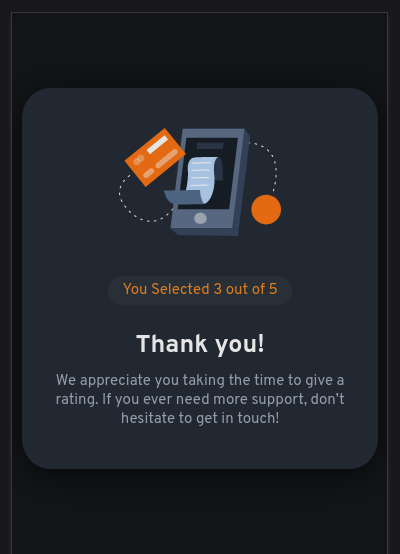 You Selected 3 out of 5
Thank you!
We appreciate you taking the time to give a
rating. If you ever need more support, don’t
hesitate to get in touch!